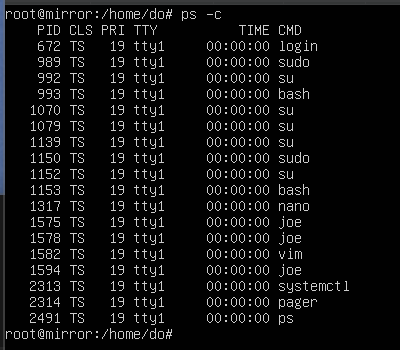 root@mirror:/home/do# ps -c
PID CLS PRI TTY TIME CMD
672 TS 19 tty1 00:00:00 login
989 TS 19 tty1 00:00:00 sudo
992 TS 19 tty1 00:00:00 su
993 TS 19 tty1 00:00:00 bash
1070 TS 19 tty1 00:00:00 su
1079 TS 19 tty1 00:00:00 su
1139 TS 19 tty1 00:00:00 su
1150 TS 19 tty1 00:00:00 sudo
1152 TS 19 tty1 00:00:00 su
1153 TS 19 tty1 00:00:00 bash
1317 TS 19 tty1 00:00:00 nano
1575 TS 19 tty1 00:00:00 joe
1578 TS 19 tty1 00:00:00 joe
1582 TS 19 tty1 00:00:00 vim
1594 TS 19 tty1 00:00:00 joe
2313 TS 19 tty1 00:00:00 systemctl
2314 TS 19 tty1 00:00:00 pager
2491 TS 19 tty1 00:00:00 ps
root@mirror:/home/do#